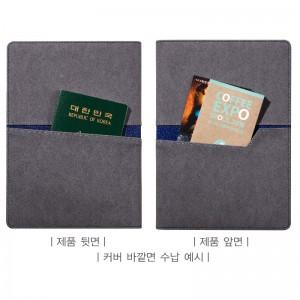 대한민국
REPUBLIC OF KOREA
COFFEE
EXPO
| 제품 뒷면 |
| 제품 앞면 |
| 커버 바깥면 수납 예시 |